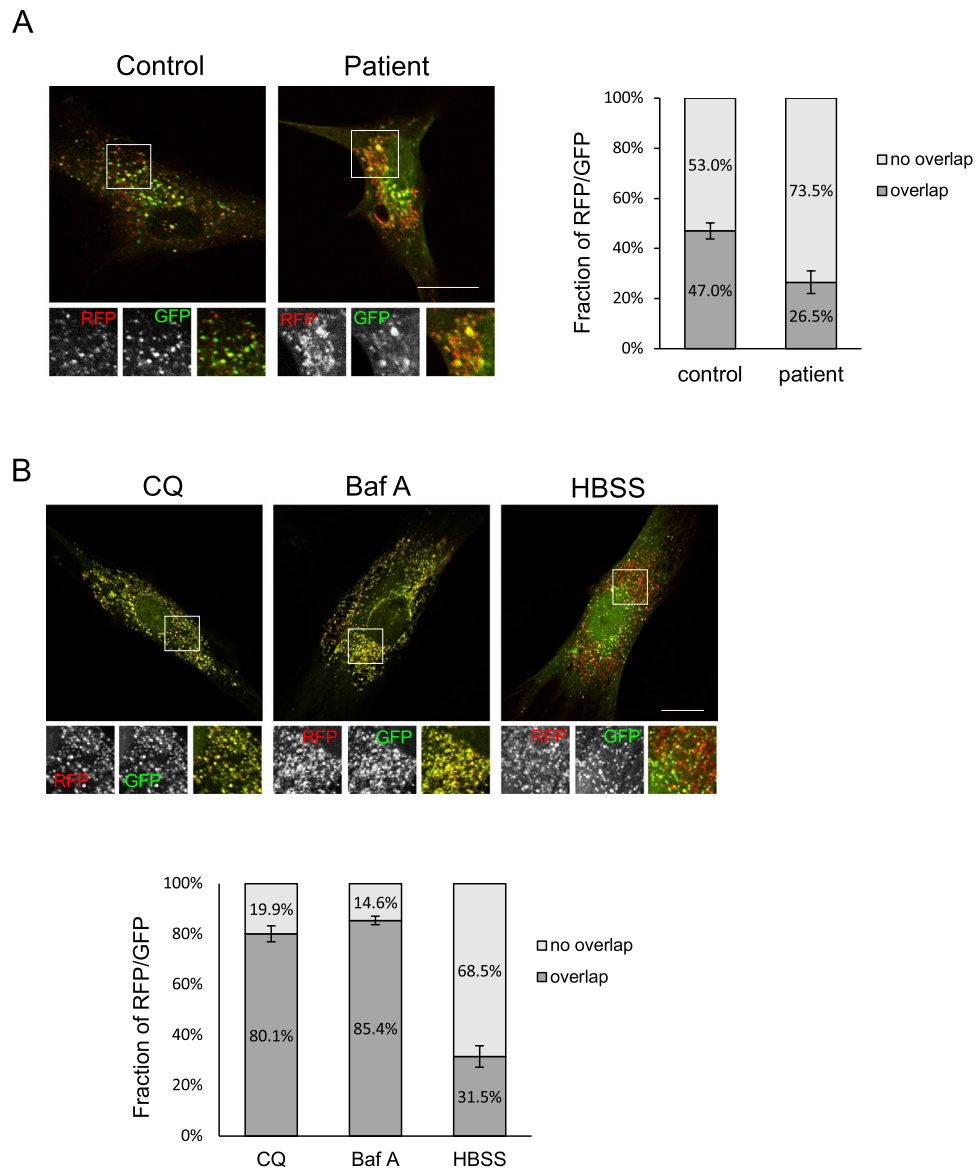 A
Control
Patient
RFP
GFP
RFP
GFP
Fraction of RFP/GFP
100%
80%
60%
40%
20%
0%
53.0%
47.0%
73.5%
26.5%
control
patient
no overlap
overlap
B
CQ
Baf A
HBSS
RFP
GFP
RFP
GFP
RFP
GFP
Fraction of RFP/GFP
100%
80%
60%
40%
20%
0%
19.9%
80.1%
14.6%
85.4%
68.5%
31.5%
CQ
Baf A
HBSS
no overlap
overlap